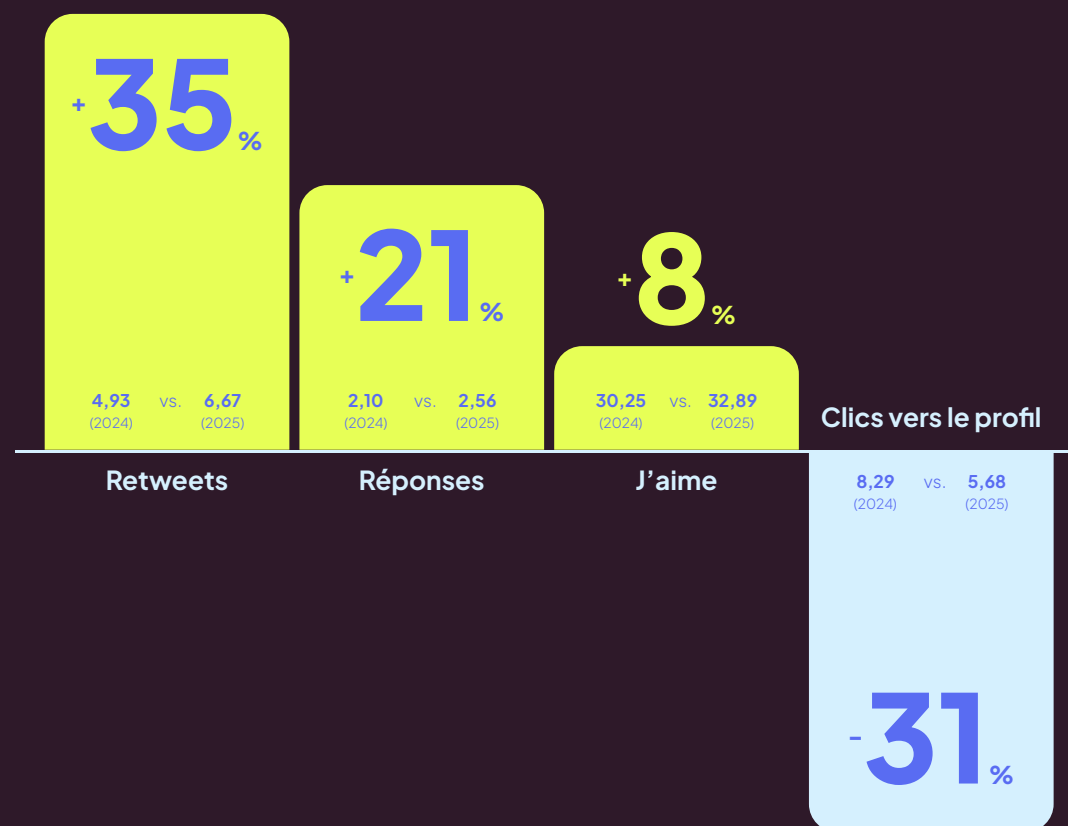 +35%
4,93 vs. 6,67
(2024) (2025)
Retweets
+21%
2,10 vs. 2,56
(2024) (2025)
Réponses
+8%
30,25 vs. 32,89
(2024) (2025)
J’aime
Clics vers le profil
8,29 vs. 5,68
(2024) (2025)
-31%